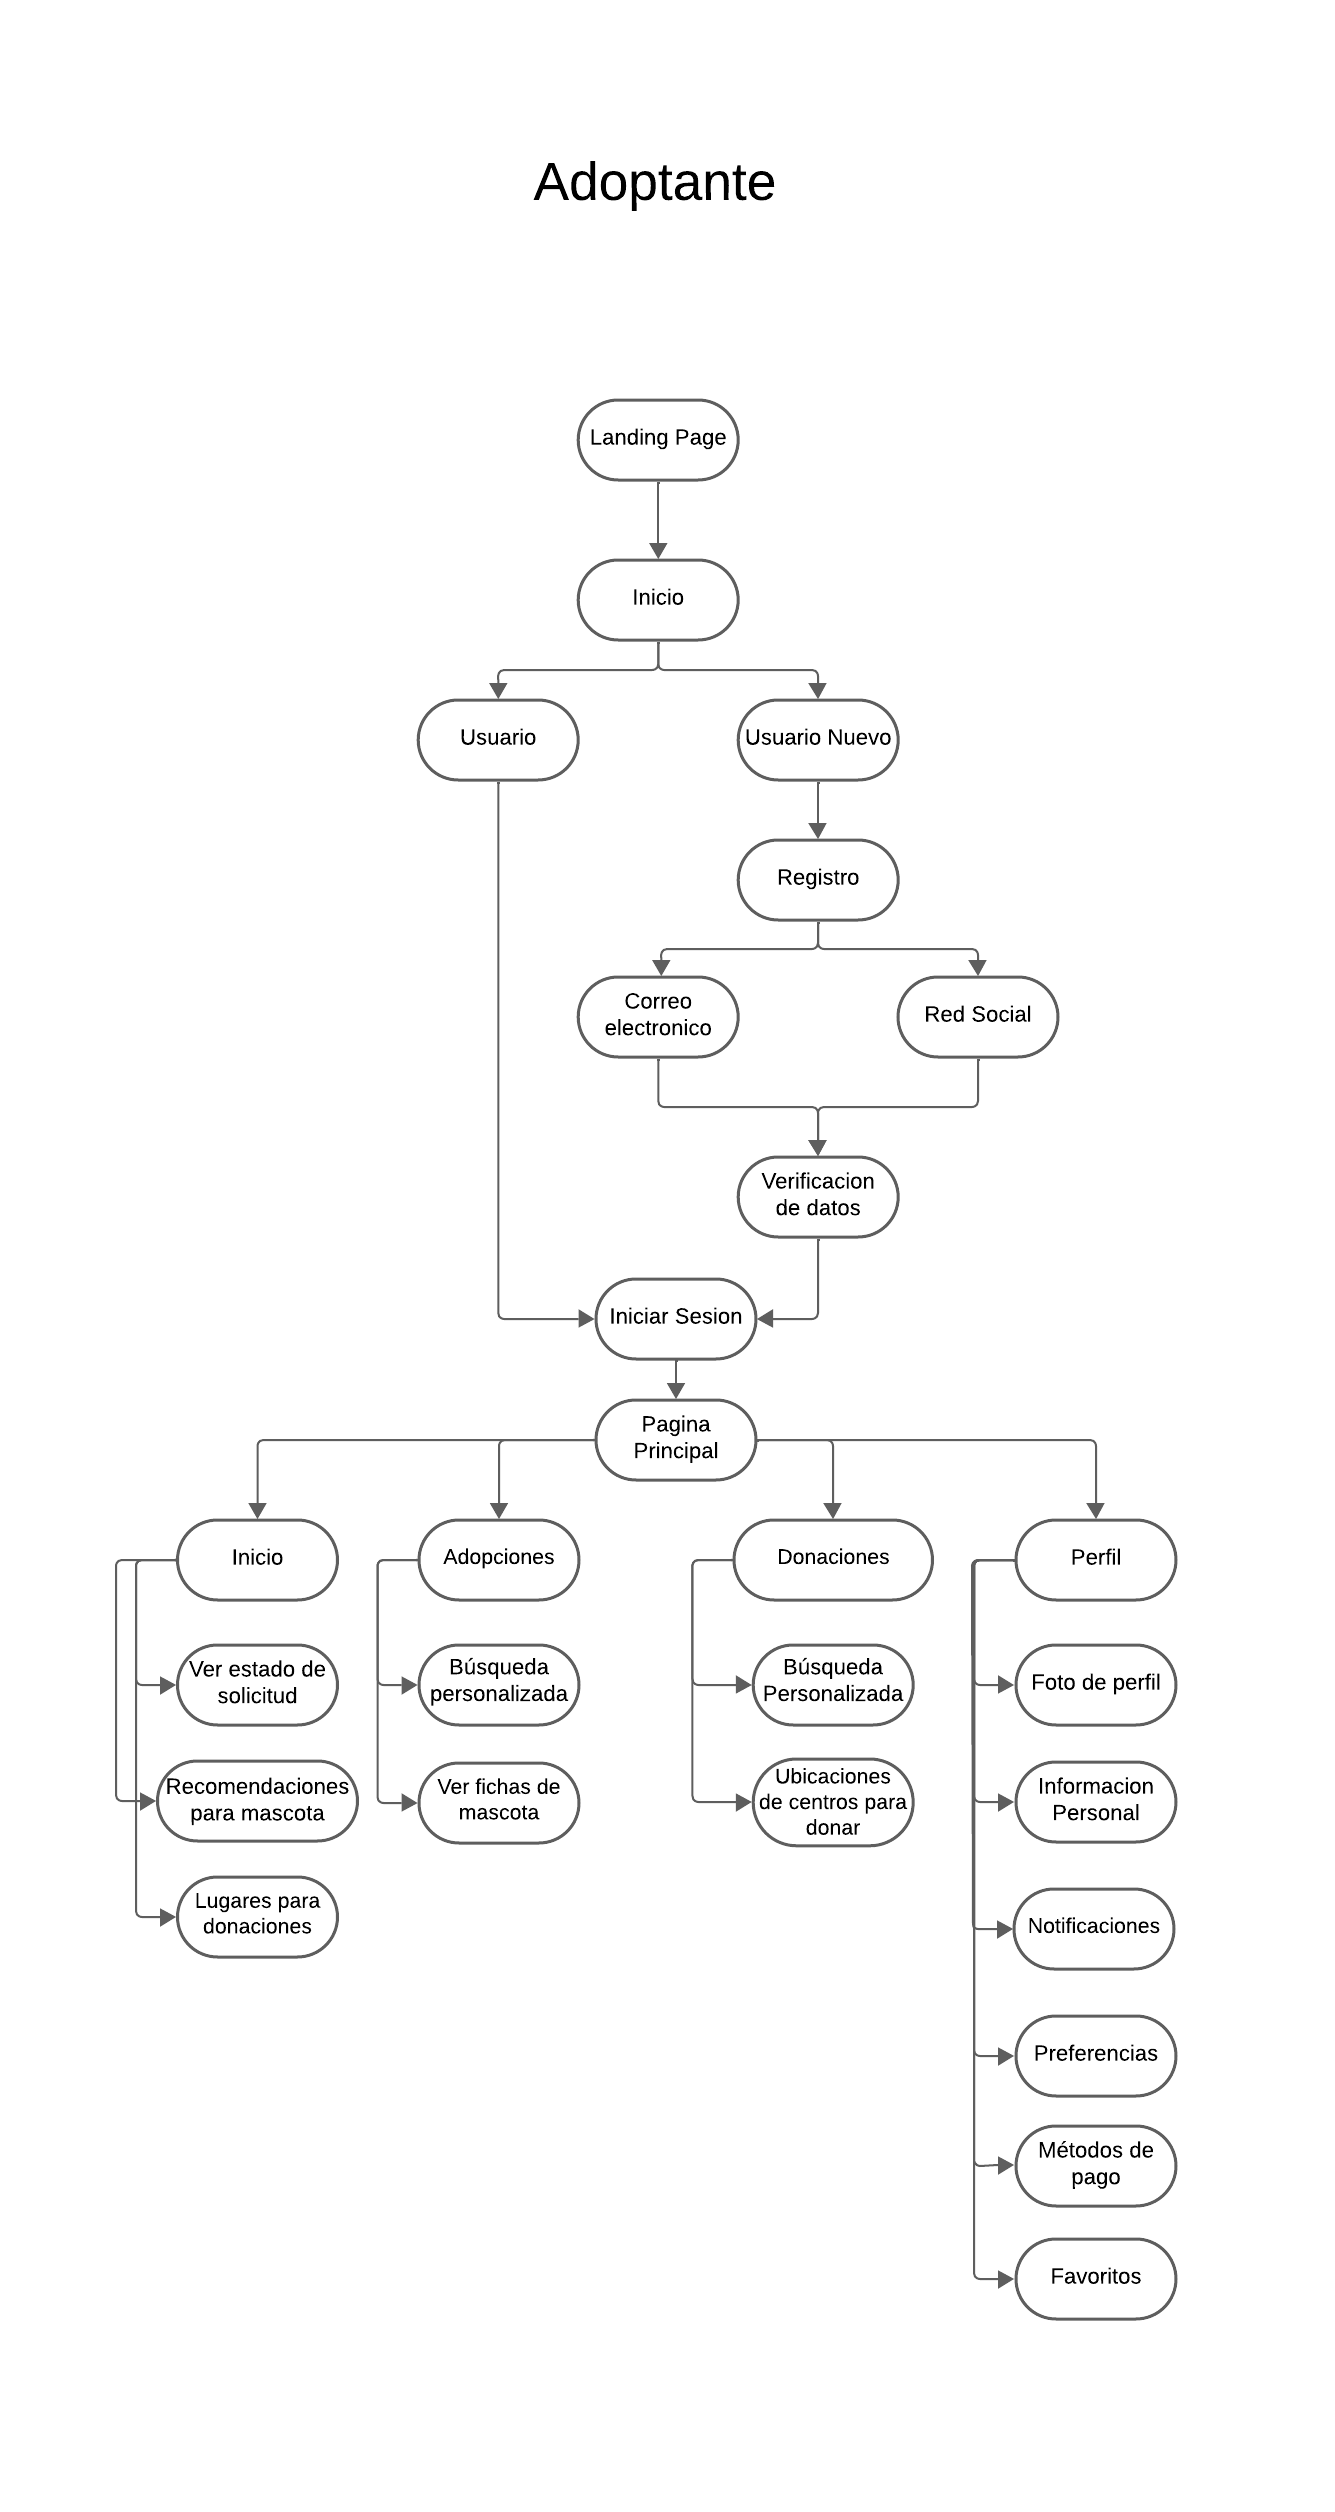 Adoptante
Landing Page
Inicio
Usuario
Usuario Nuevo
Registro
Correo
electronico
Red Social
Verificacion
de datos
Iniciar Sesion
Pagina
Principal
Inicio
Adopciones
Donaciones
Perfil
Ver estado de
solicitud
Búsqueda
personalizada
Búsqueda
Personalizada
Foto de perfil
Recomendaciones
para mascota
Ver fichas de
mascota
Ubicaciones
de centros para
donar
Informacion
Personal
Lugares para
donaciones
Notificaciones
Preferencias
Métodos de
pago
Favoritos